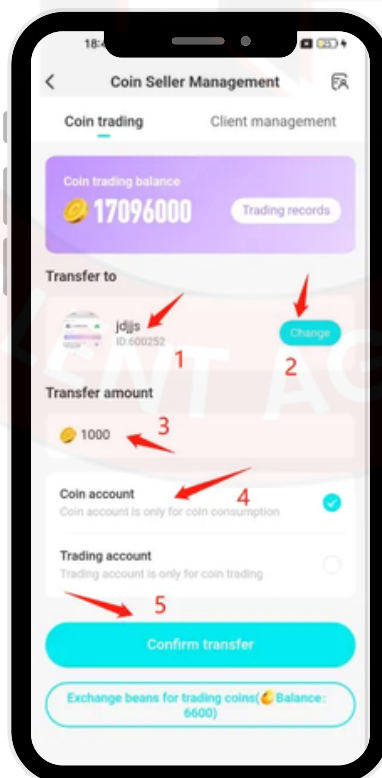 18:4
Coin Seller Management
Coin trading
Client management
Coin trading balance
17096000
Trading records
Transfer to
jdjjs
ID:600252
Change
1
2
Transfer amount
1000
3
Coin account
Coin account is only for coin consumption
4
Trading account
Trading account is only for coin trading
5
Confirm transfer
Exchange beans for trading coins(Balance:
6600)